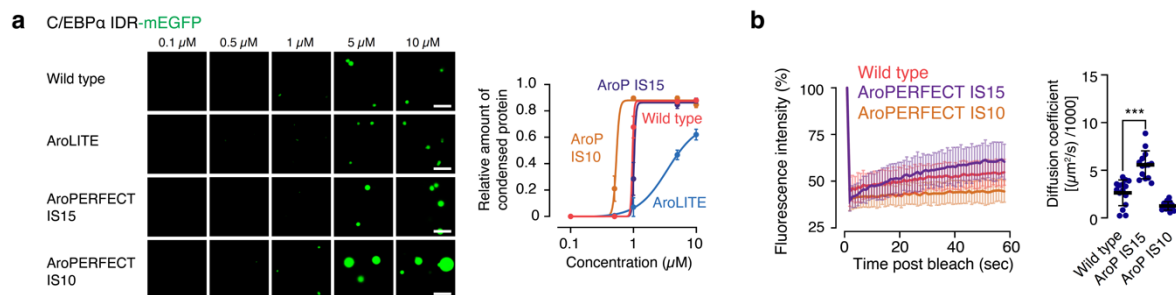 a
C/EBPα IDR-mEGFP
0.1 µM 0.5 µM 1 µM 5 µM 10 µM
Wild type
AroLITE
AroPERFECT
IS15
AroPERFECT
IS10
Relative amount of
condensed protein
1.0
0.8
0.6
0.4
0.2
0
AroP IS15
Wild type
AroP
IS10
AroLITE
0.1 1 10
Concentration (µM)
b
Fluorescence intensity (%)
100
75
50
25
Wild type
AroPERFECT IS15
AroPERFECT IS10
0 20 40 60
Time post bleach (sec)
Diffusion coefficient
[(µm²/s) /1000]
15
10
5
0
***
Wild type
AroP IS15
AroP IS10